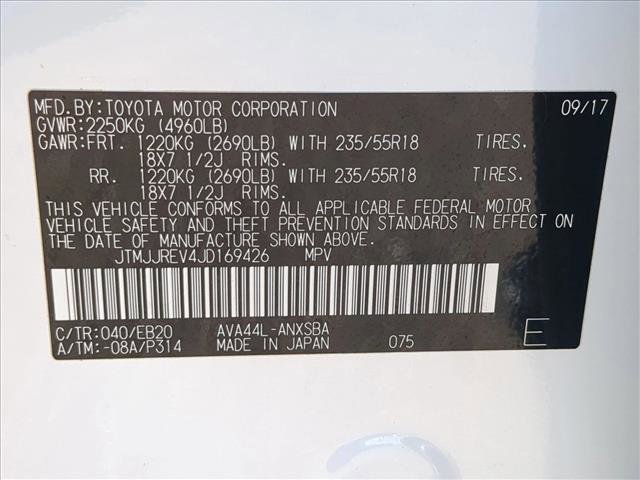 MFD.BY:TOYOTA MOTOR CORPORATION 09/17
GVWR:2250KG (4960LB)
GAWR:FRT. 1220KG (2690LB) WITH 235/55R18 TIRES,
18X7 1/2J RIMS.
RR. 1220KG (2690LB) WITH 235/55R18 TIRES,
18X7 1/2J RIMS.
THIS VEHICLE CONFORMS TO ALL APPLICABLE FEDERAL MOTOR
VEHICLE SAFETY AND THEFT PREVENTION STANDARDS IN EFFECT ON
THE DATE OF MANUFACTURE SHOWN ABOVE.
JTMJJREV4JD169426 MPV
C/TR:040/EB20 AVA44L-ANXSBA
A/TM:-08A/P314 MADE IN JAPAN 075 E